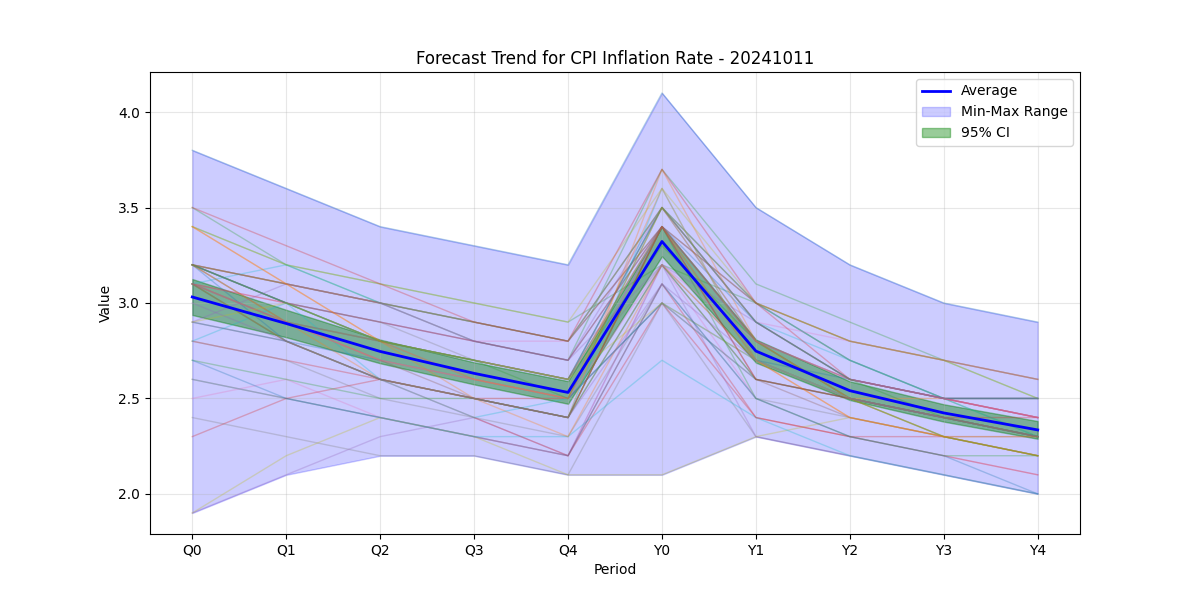 Forecast Trend for CPI Inflation Rate - 20241011
Average
Min-Max Range
95% CI
4.0
3.5
3.0
2.5
2.0
Value
Q0 Q1 Q2 Q3 Q4 Y0 Y1 Y2 Y3 Y4
Period